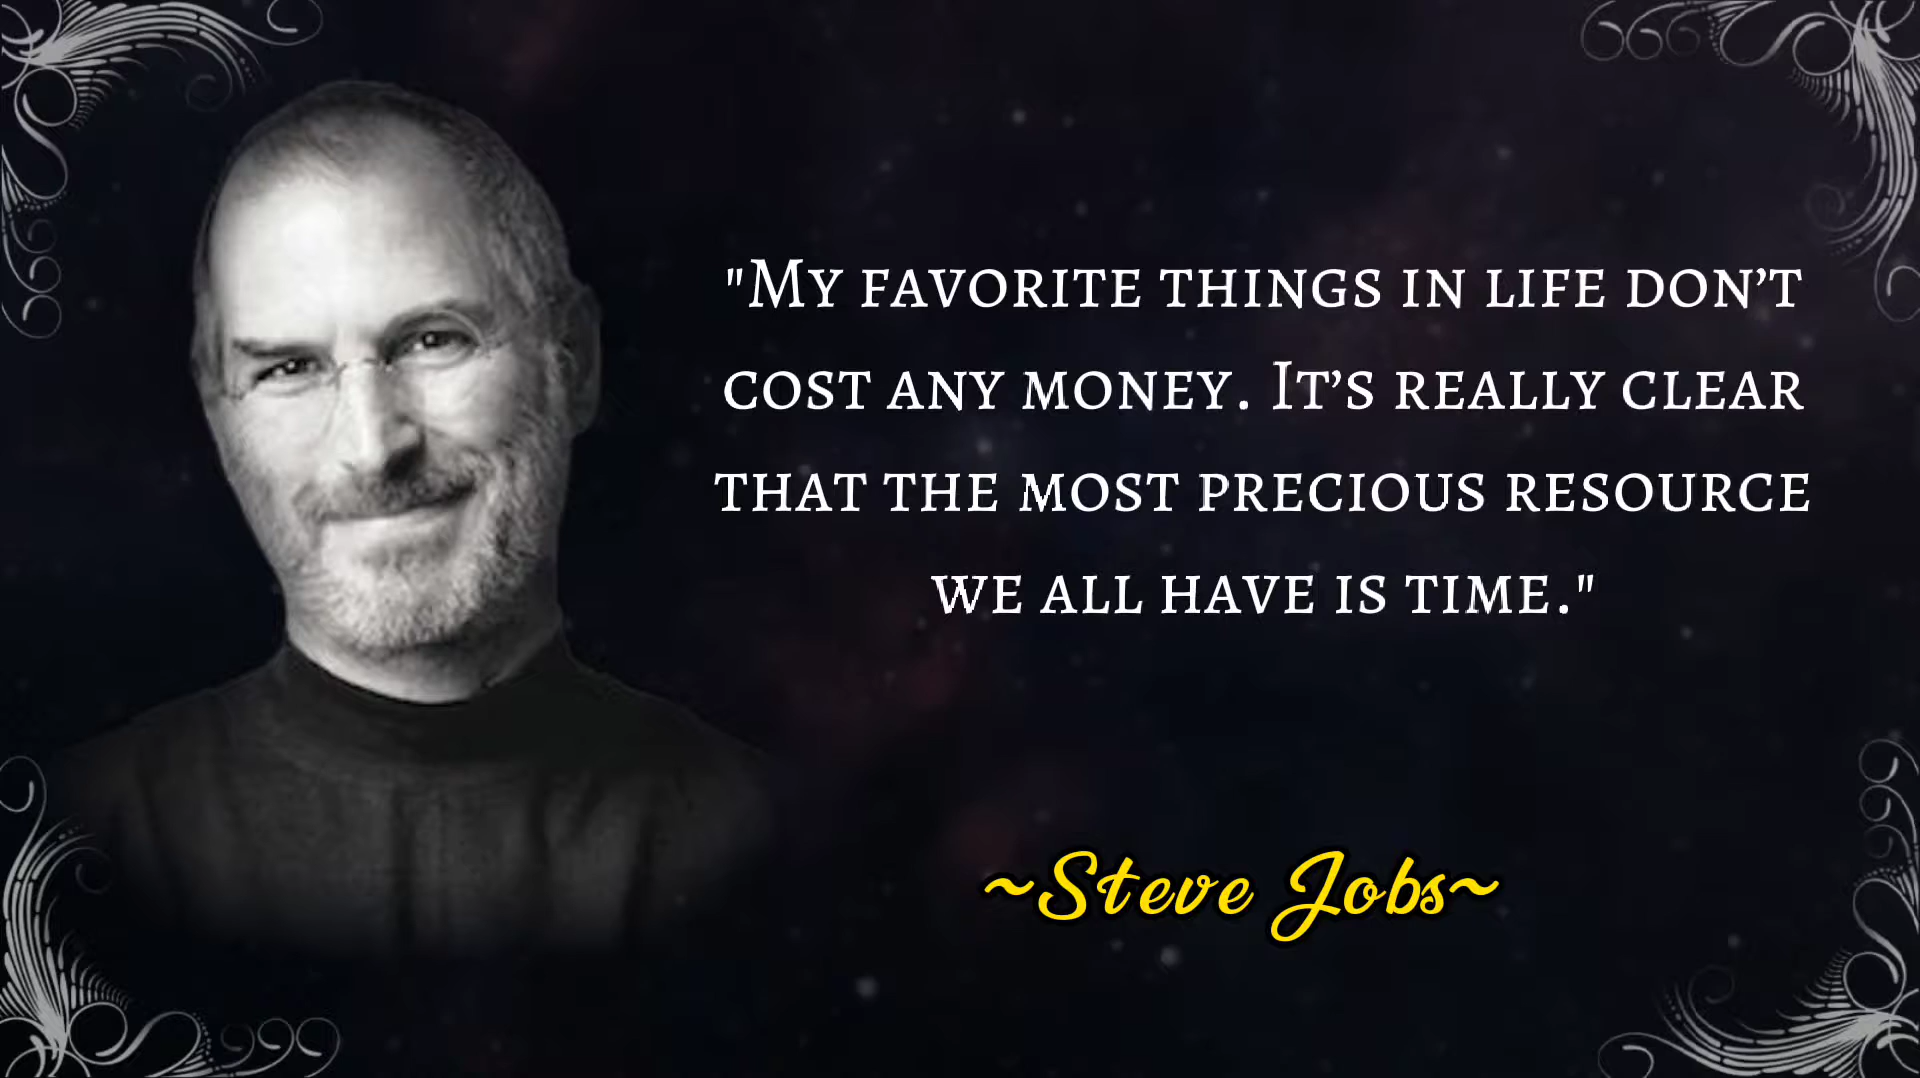 "My favorite things in life don’t
cost any money. It’s really clear
that the most precious resource
we all have is time."
~Steve Jobs~